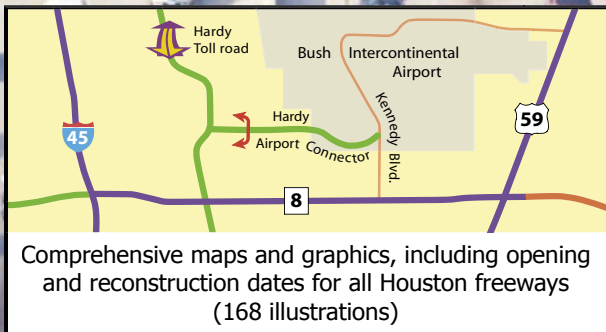 Hardy
Toll road
Bush Intercontinental
Airport
45
Hardy
Airport Connector
Kennedy Blvd.
59
8
Comprehensive maps and graphics, including opening
and reconstruction dates for all Houston freeways
(168 illustrations)